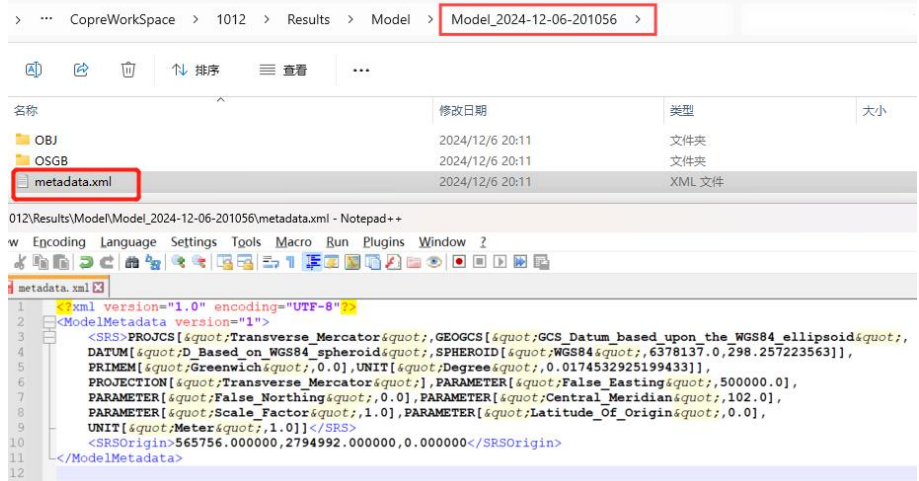 > ··· CopreWorkSpace > 1012 > Results > Model > Model_2024-12-06-201056 >
排序 查看 ···
名称 修改日期 类型 大小
OBJ 2024/12/6 20:11 文件夹
OSGB 2024/12/6 20:11 文件夹
metadata.xml 2024/12/6 20:11 XML 文件
012\Results\Model\Model_2024-12-06-201056\metadata.xml - Notepad++
ew Encoding Language Settings Tools Macro Run Plugins Window ?
metadata.xml
1 <?xml version="1.0" encoding="UTF-8"?>
2 <ModelMetadata version="1">
3 <SRS>PROJCS[&quot;Transverse_Mercator&quot;,GEOGCS[&quot;GCS_Datum_based_upon_the_WGS84_ellipsoid&quot;,
4 DATUM[&quot;D_Based_on_WGS84_spheroid&quot;,SPHEROID[&quot;WGS84&quot;,6378137.0,298.257223563]],
5 PRIMEM[&quot;Greenwich&quot;,0.0],UNIT[&quot;Degree&quot;,0.0174532925199433]],
6 PROJECTION[&quot;Transverse_Mercator&quot;],PARAMETER[&quot;False_Easting&quot;,500000.0],
7 PARAMETER[&quot;False_Northing&quot;,0.0],PARAMETER[&quot;Central_Meridian&quot;,102.0],
8 PARAMETER[&quot;Scale_Factor&quot;,1.0],PARAMETER[&quot;Latitude_Of_Origin&quot;,0.0],
9 UNIT[&quot;Meter&quot;,1.0]]</SRS>
10 <SRSOrigin>565756.000000,2794992.000000,0.000000</SRSOrigin>
11 </ModelMetadata>
12